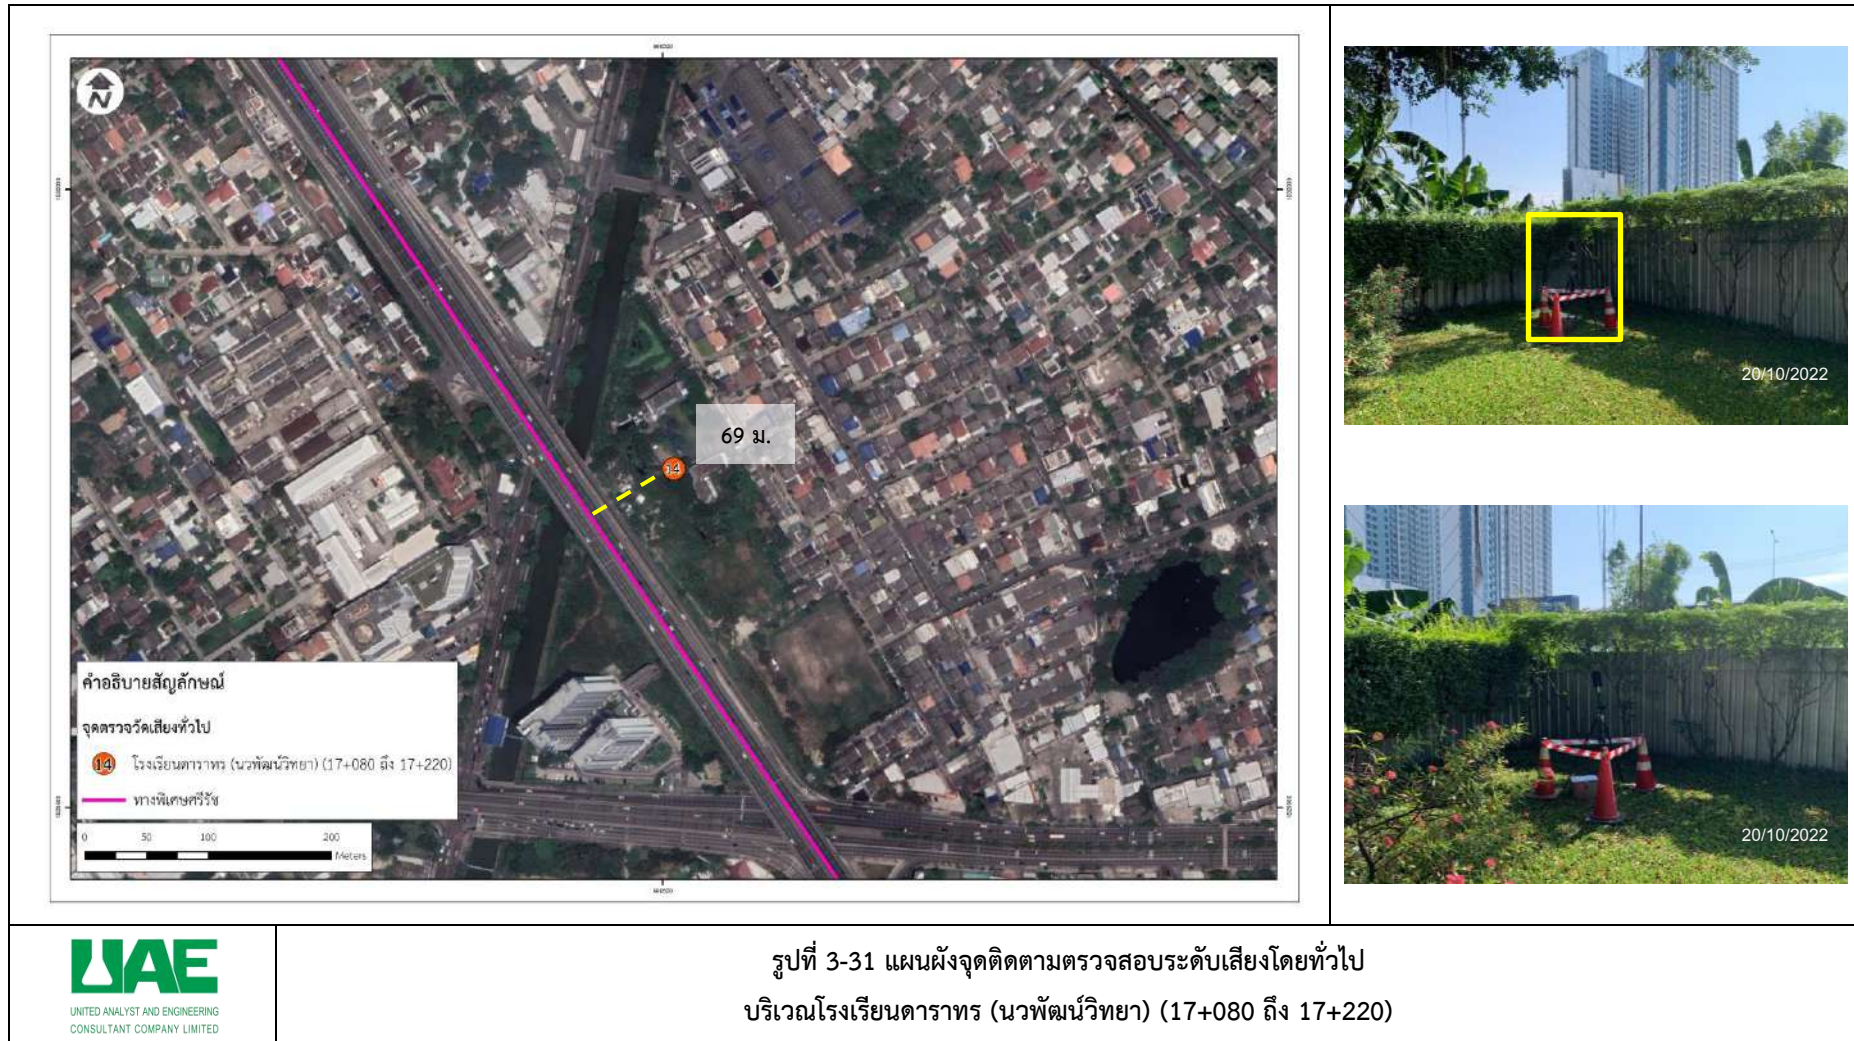 N
69 ม.
14
คำอธิบายสัญลักษณ์
จุดตรวจวัดเสียงทั่วไป
14 โรงเรียนดาราทร (นวพัฒน์วิทยา) (17+080 ถึง 17+220)
ทางพิเศษศรีรัช
0 50 100 200
Meters
20/10/2022
20/10/2022
UAE
UNITED ANALYST AND ENGINEERING
CONSULTANT COMPANY LIMITED
รูปที่ 3-31 แผนผังจุดติดตามตรวจสอบระดับเสียงโดยทั่วไป
บริเวณโรงเรียนดาราทร (นวพัฒน์วิทยา) (17+080 ถึง 17+220)